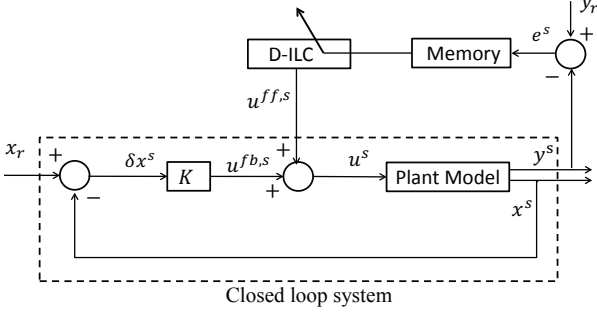 y_r
+
e^s
−
Memory
D-ILC
u^{ff,s}
x_r
+
−
δx^s
K
u^{fb,s}
+
+
u^s
Plant Model
y^s
x^s
Closed loop system